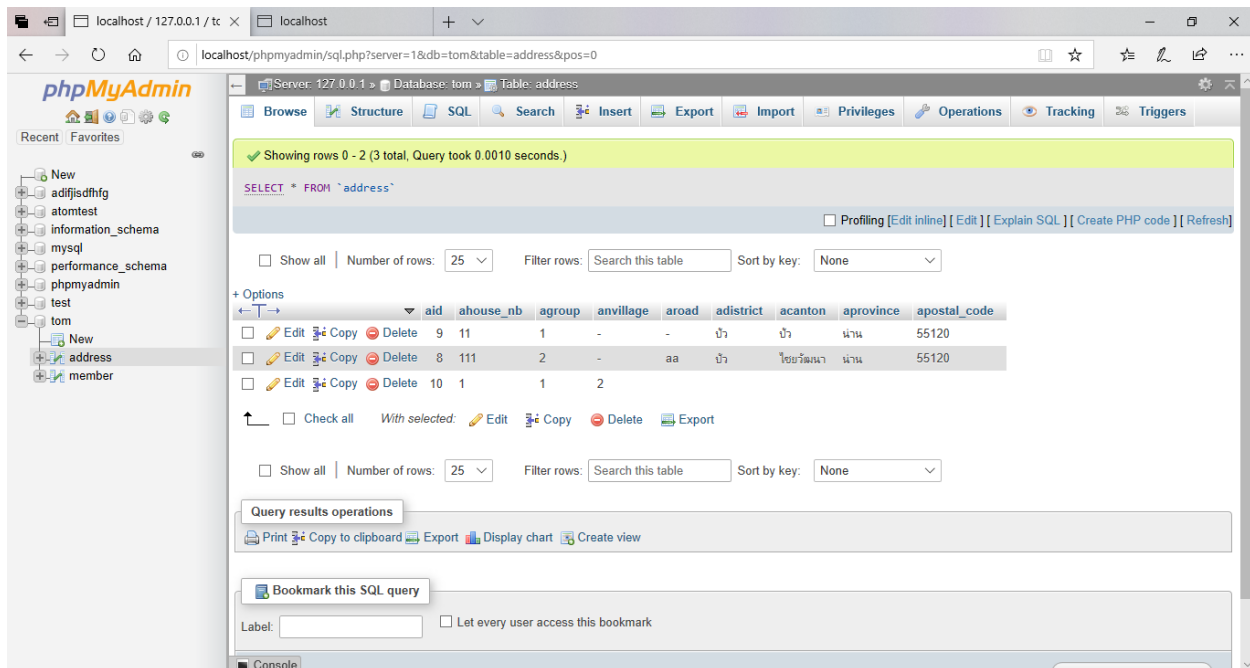 localhost / 127.0.0.1 / tc
localhost
localhost/phpmyadmin/sql.php?server=1&db=tom&table=address&pos=0
phpMyAdmin
Recent Favorites
New
adifjisdfhfg
atomtest
information_schema
mysql
performance_schema
phpmyadmin
test
tom
New
address
member
Server: 127.0.0.1 » Database: tom » Table: address
Browse Structure SQL Search Insert Export Import Privileges Operations Tracking Triggers
Showing rows 0 - 2 (3 total, Query took 0.0010 seconds.)
SELECT * FROM `address`
Profiling [Edit inline] [ Edit ] [ Explain SQL ] [ Create PHP code ] [ Refresh]
Show all | Number of rows: 25 Filter rows: Search this table Sort by key: None
+ Options
←T→ aid ahouse_nb agroup anvillage aroad adistrict acanton aprovince apostal_code
Edit Copy Delete 9 11 1 - - ปัว ปัว น่าน 55120
Edit Copy Delete 8 111 2 - aa ปัว ไชยวัฒนา น่าน 55120
Edit Copy Delete 10 1 1 2
Check all With selected: Edit Copy Delete Export
Show all | Number of rows: 25 Filter rows: Search this table Sort by key: None
Query results operations
Print Copy to clipboard Export Display chart Create view
Bookmark this SQL query
Label: Let every user access this bookmark
Console